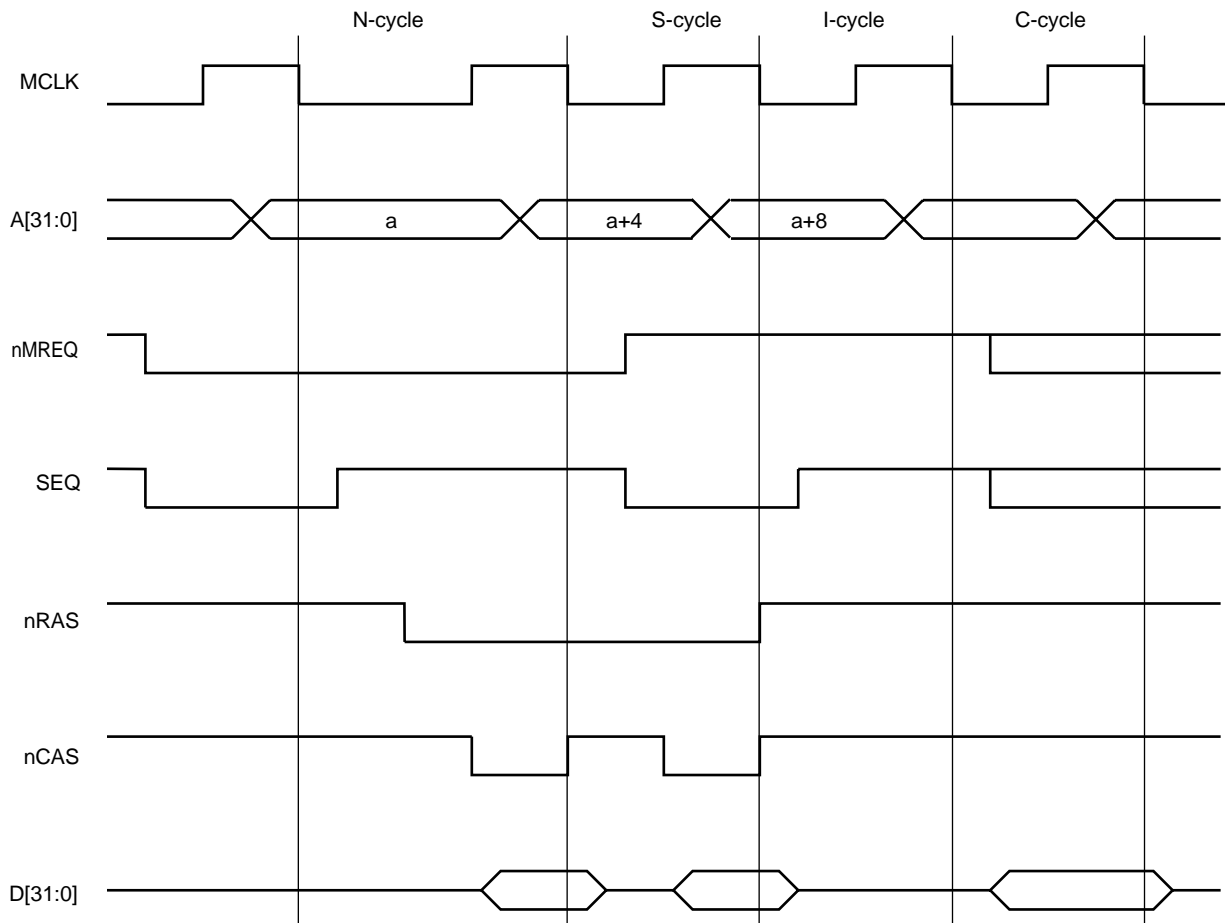 N-cycle S-cycle I-cycle C-cycle
MCLK
A[31:0] a a+4 a+8
nMREQ
SEQ
nRAS
nCAS
D[31:0]